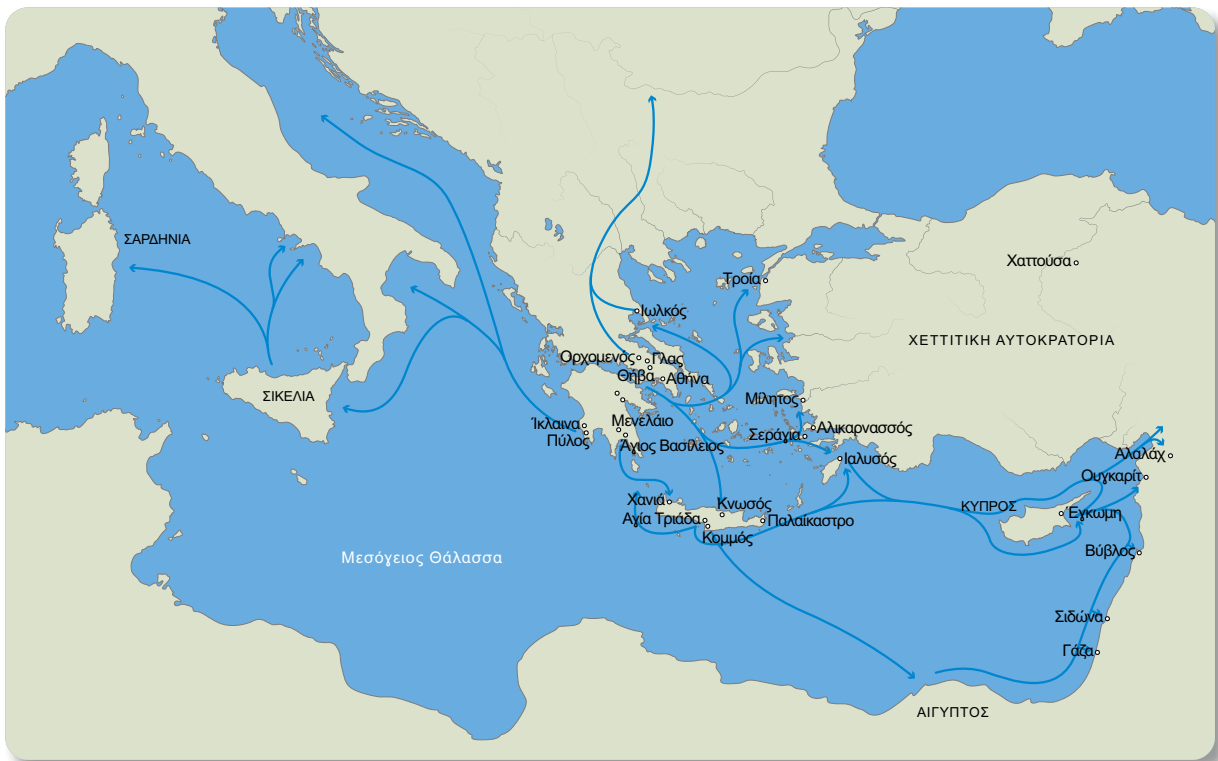 ΣΑΡΔΗΝΙΑ
Χαττούσα
Τροία
Ιωλκός
ΧΕΤΤΙΤΙΚΗ ΑΥΤΟΚΡΑΤΟΡΙΑ
Ορχομενός
Γλας
Θήβα
Αθήνα
ΣΙΚΕΛΙΑ
Μίλητος
Ίκλαινα
Μενελάιο
Αλικαρνασσός
Πύλος
Σεράγια
Άγιος Βασίλειος
Αλαλάχ
Ιαλυσός
Ουγκαρίτ
Χανιά
Κνωσός
ΚΥΠΡΟΣ
Έγκωμη
Αγία Τριάδα
Παλαίκαστρο
Κομμός
Βύβλος
Μεσόγειος Θάλασσα
Σιδώνα
Γάζα
ΑΙΓΥΠΤΟΣ